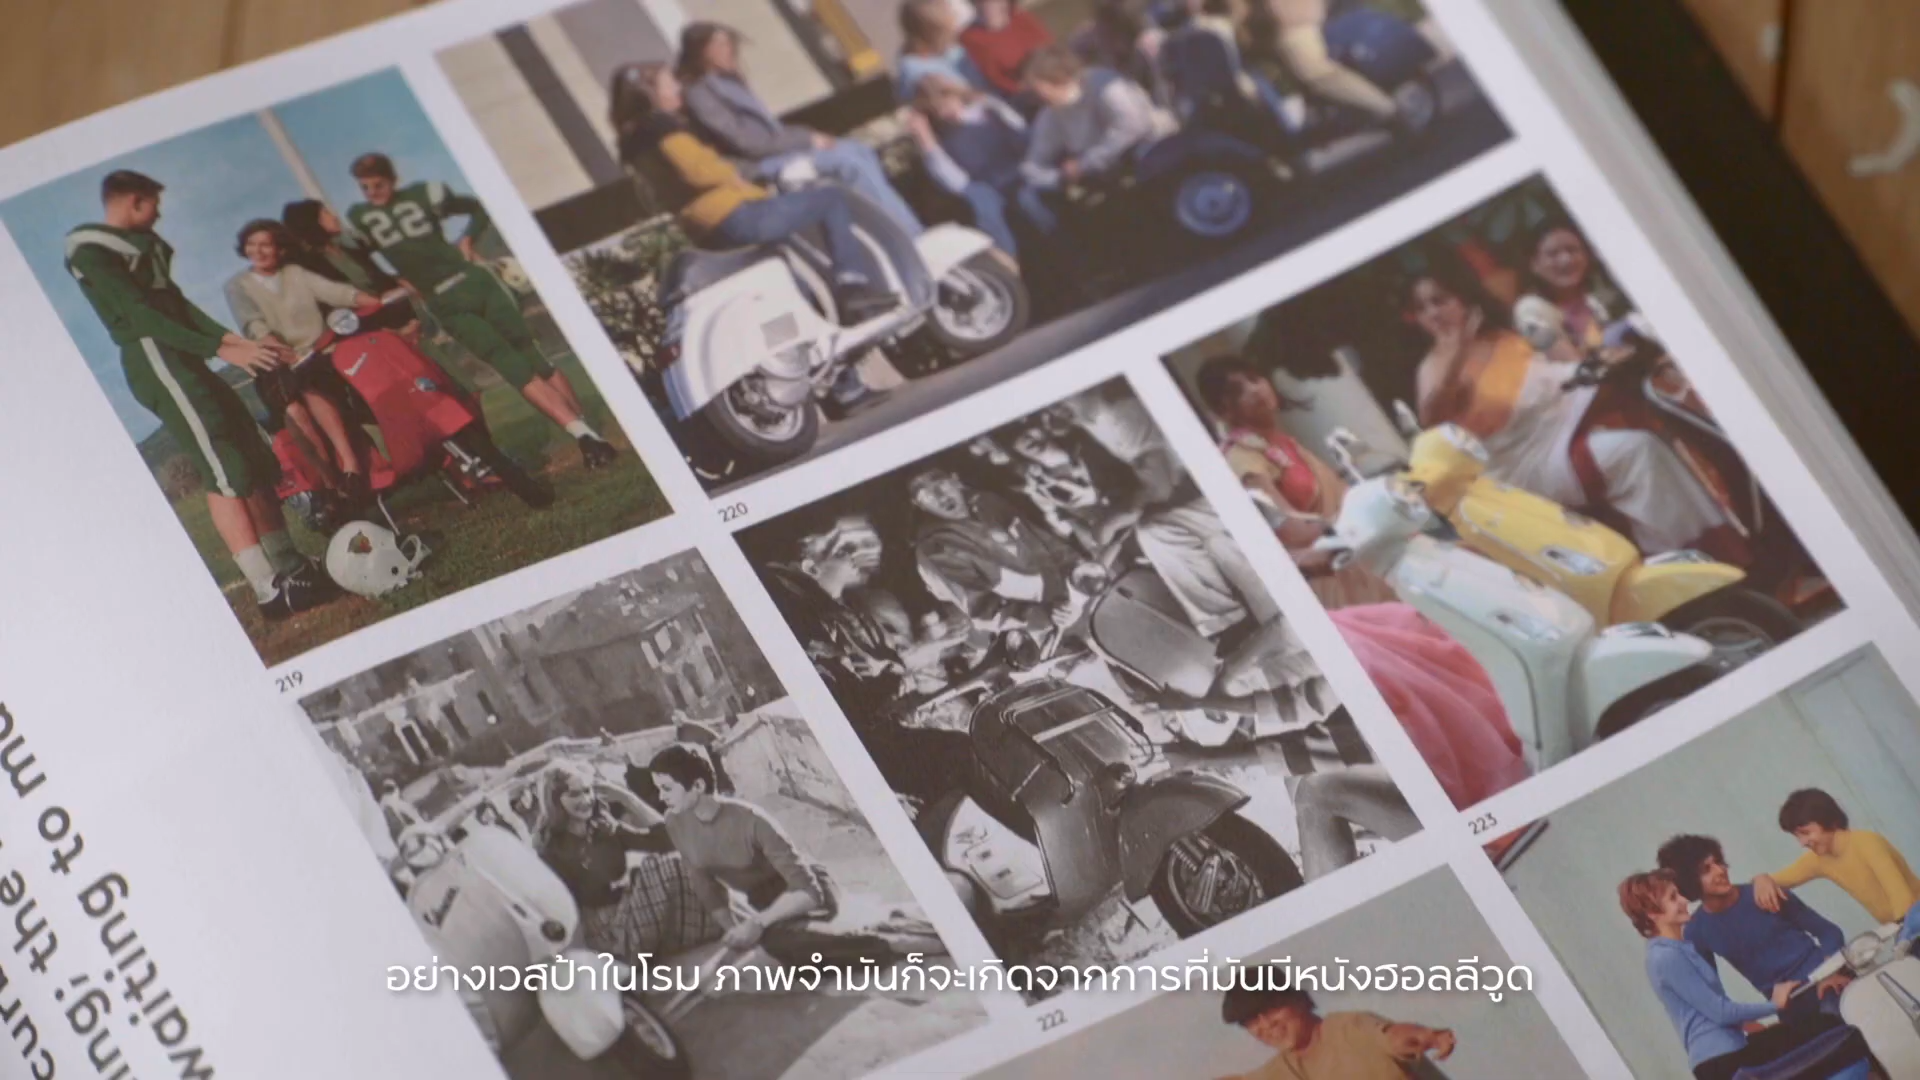 22
220
219
223
222
waiting to
อย่างเวสป้าในโรม ภาพจำมันก็จะเกิดจากการที่มันมีหนังฮอลลีวูด